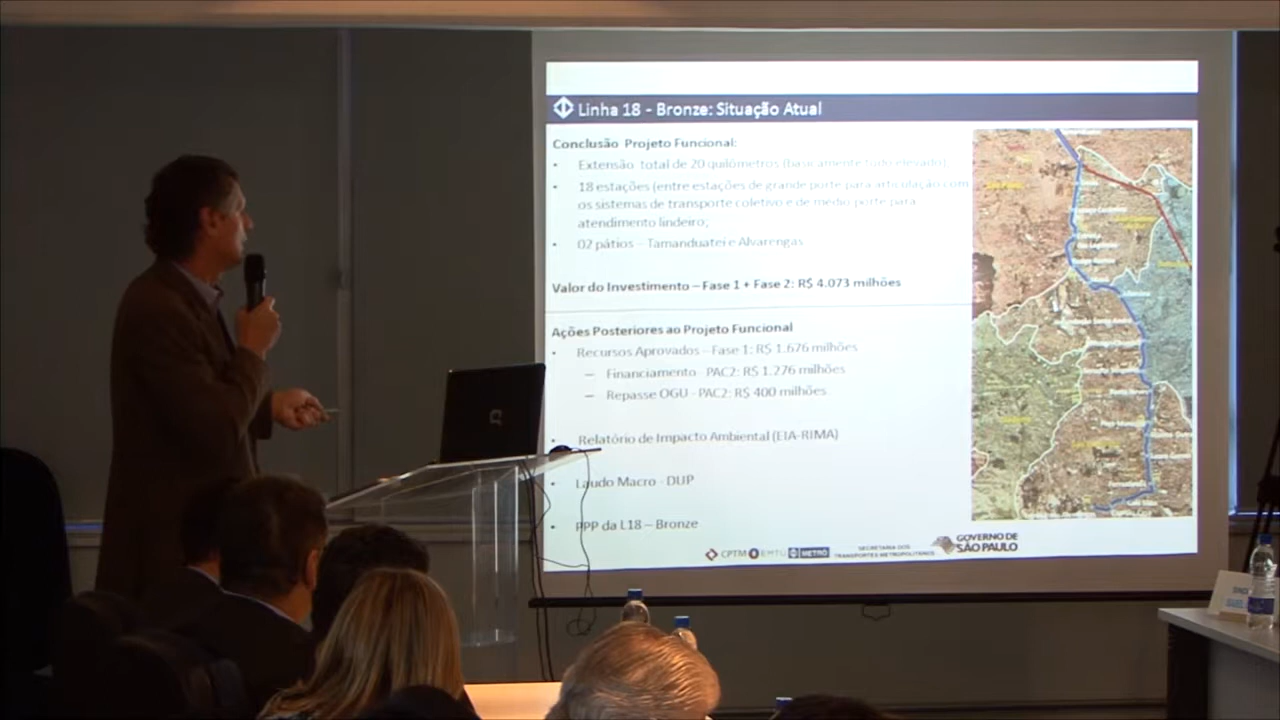 Linha 18 - Bronze: Situação Atual
Conclusão Projeto Funcional:
• Extensão total de 20 quilômetros (basicamente tudo elevado);
• 18 estações (entre estações de grande porte para articulação com
os sistemas de transporte coletivo e de médio porte para
atendimento lindeiro;
• 02 pátios – Tamanduateí e Alvarengas
Valor do Investimento – Fase 1 + Fase 2: R$ 4.073 milhões
Ações Posteriores ao Projeto Funcional
• Recursos Aprovados – Fase 1: R$ 1.676 milhões
– Financiamento - PAC2: R$ 1.276 milhões
– Repasse OGU - PAC2: R$ 400 milhões
• Relatório de Impacto Ambiental (EIA-RIMA)
• Laudo Macro - DUP
• PPP da L18 – Bronze
CPTM EMTU METRÔ
SECRETARIA DOS
TRANSPORTES METROPOLITANOS
GOVERNO DE
SÃO PAULO